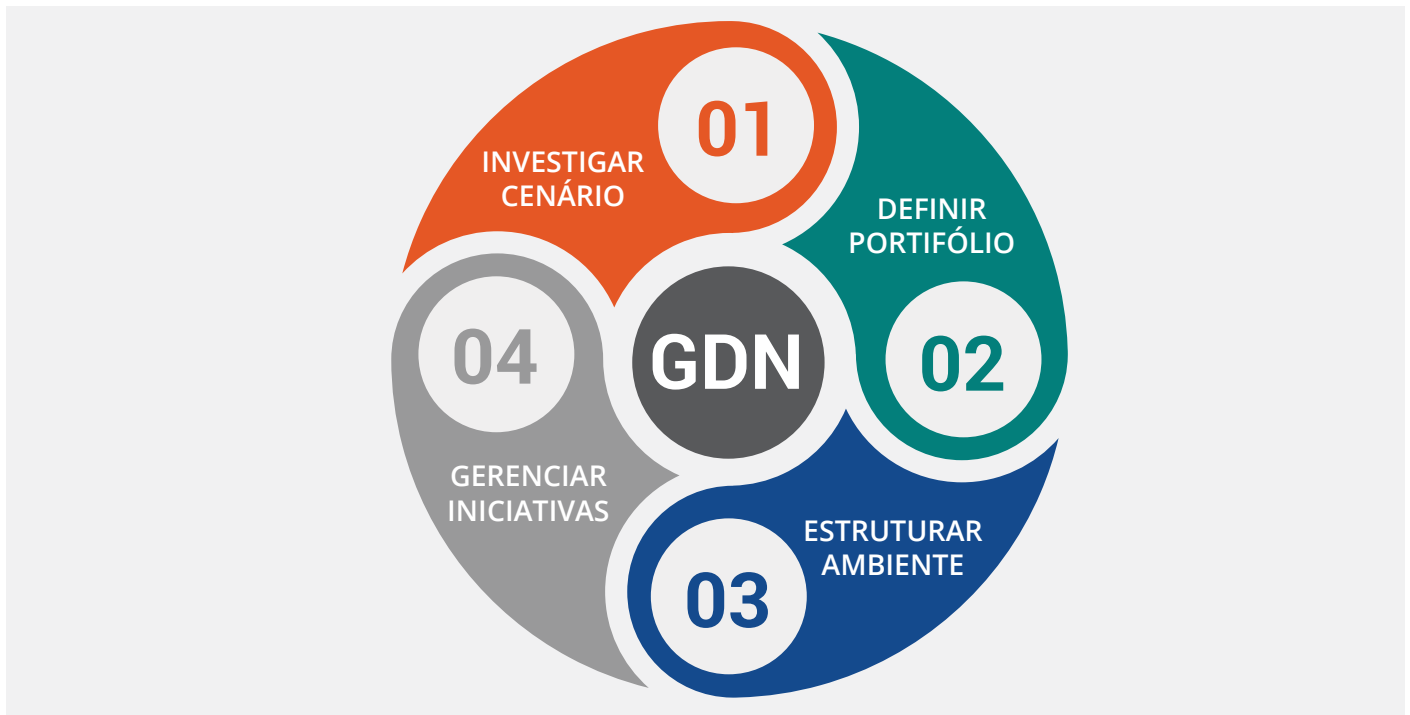 01
INVESTIGAR
CENÁRIO
DEFINIR
PORTIFÓLIO
02
ESTRUTURAR
AMBIENTE
03
04
GERENCIAR
INICIATIVAS
GDN